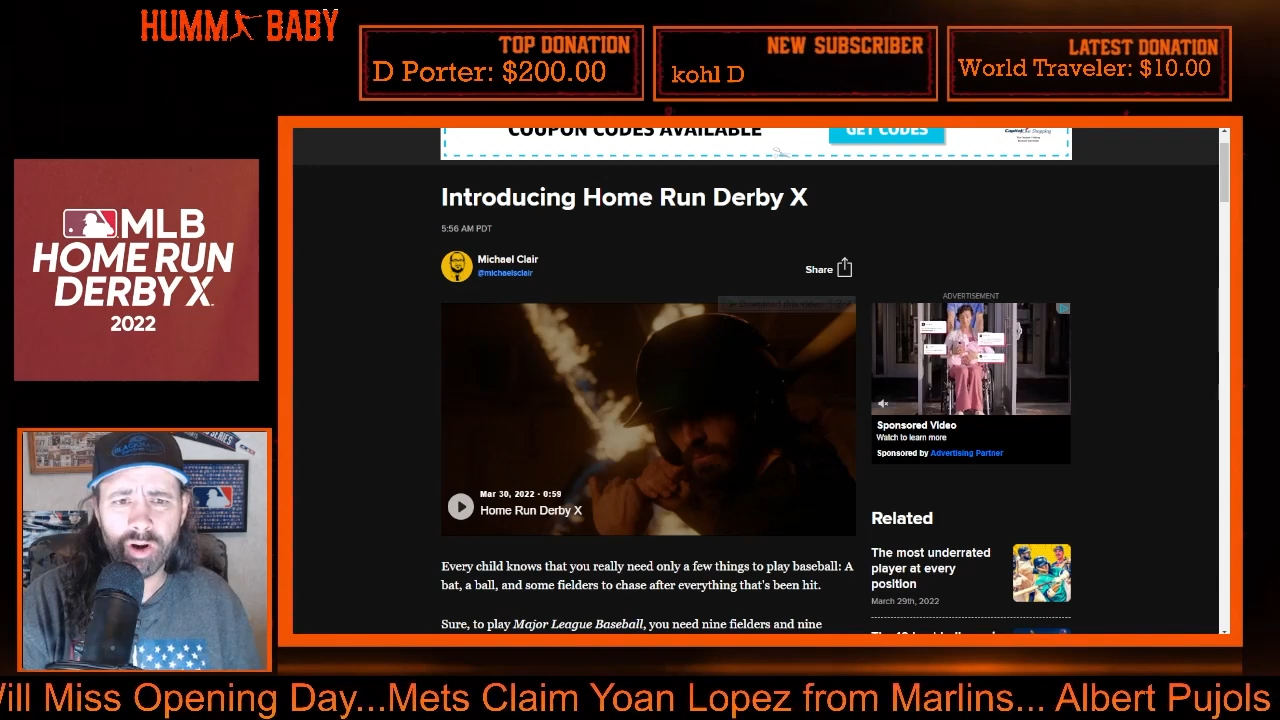 HUMM BABY
TOP DONATION
D Porter: $200.00
NEW SUBSCRIBER
kohl D
LATEST DONATION
World Traveler: $10.00
COUPON CODES AVAILABLE
GET CODES
Introducing Home Run Derby X
5:56 AM PDT
Michael Clair
@michaelsclair
Share
MLB
HOME RUN
DERBY X
2022
ADVERTISEMENT
Mar 30, 2022 · 0:59
Home Run Derby X
Sponsored Video
Watch to learn more
Sponsored by Advertising Partner
Related
The most underrated
player at every
position
March 29th, 2022
Every child knows that you really need only a few things to play baseball: A
bat, a ball, and some fielders to chase after everything that's been hit.
Sure, to play Major League Baseball, you need nine fielders and nine
Will Miss Opening Day...Mets Claim Yoan Lopez from Marlins... Albert Pujols